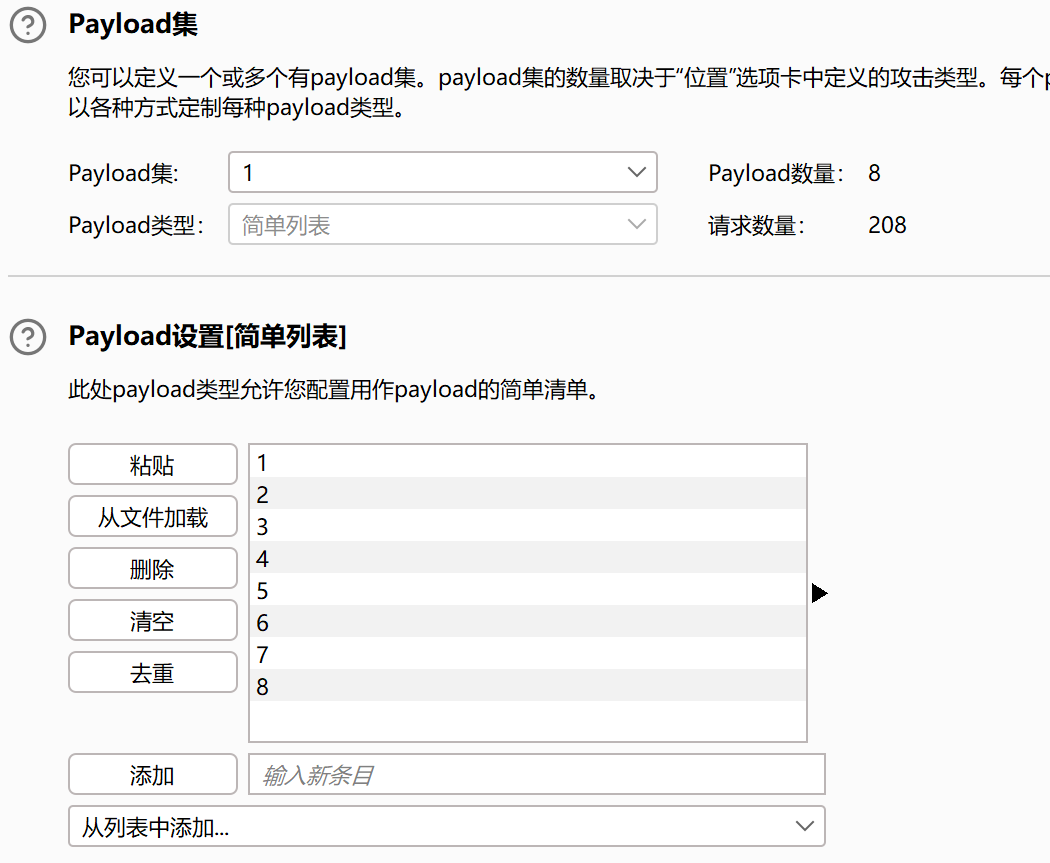 Payload集
您可以定义一个或多个有payload集。payload集的数量取决于“位置”选项卡中定义的攻击类型。每个p
以各种方式定制每种payload类型。
Payload集: 1 Payload数量: 8
Payload类型: 简单列表 请求数量: 208
Payload设置[简单列表]
此处payload类型允许您配置用作payload的简单清单。
粘贴
从文件加载
删除
清空
去重
1
2
3
4
5
6
7
8
添加 输入新条目
从列表中添加...